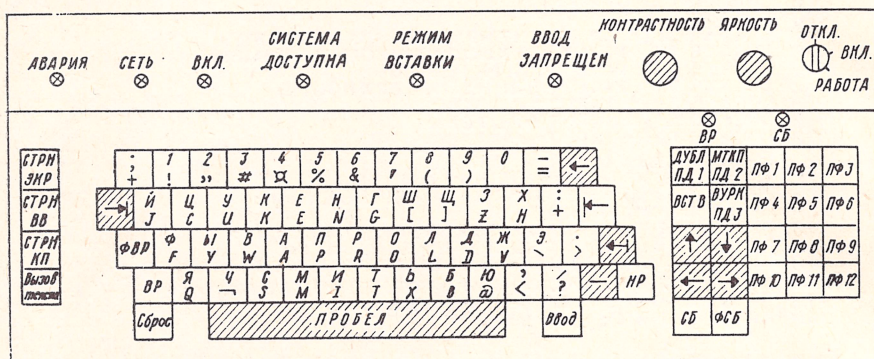 КОНТРАСТНОСТЬ ЯРКОСТЬ ОТКЛ.
СИСТЕМА РЕЖИМ ВВОД
АВАРИЯ СЕТЬ ВКЛ. ДОСТУПНА ВСТАВКИ ЗАПРЕЩЕН ВКЛ.
РАБОТА
ВР СБ
СТРН ; 1 2 3 4 5 6 7 8 9 0 - ← ДУБЛ МТКП
ЭКР + ! " # ¤ % & ' ( ) = ПД 1 ПД 2 ПФ 1 ПФ 2 ПФ 3
СТРН →| Й Ц У К Е Н Г Ш Щ З Х : |← ВСТ В ВУРК ПФ 4 ПФ 5 ПФ 6
ВВ J C U K E N G [ ] Z H + ПД 3
СТРН ФВР Ф Ы В А П Р О Л Д Ж Э . ↑ ↓ ПФ 7 ПФ 8 ПФ 9
КП F Y W A P R O L D V \ >
Вызов ВР Я Ч С М И Т Ь Б Ю , / — НР ← → ПФ 10 ПФ 11 ПФ 12
текста Q ¬ S M I T X B @ < ?
Сброс ПРОБЕЛ Ввод СБ ФСБ